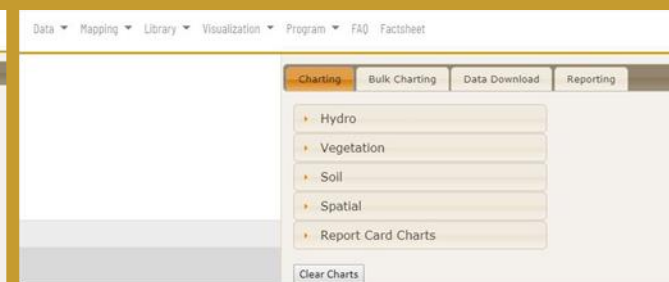 Data Mapping Library Visualization Program FAQ Factsheet
Charting Bulk Charting Data Download Reporting
Hydro
Vegetation
Soil
Spatial
Report Card Charts
Clear Charts